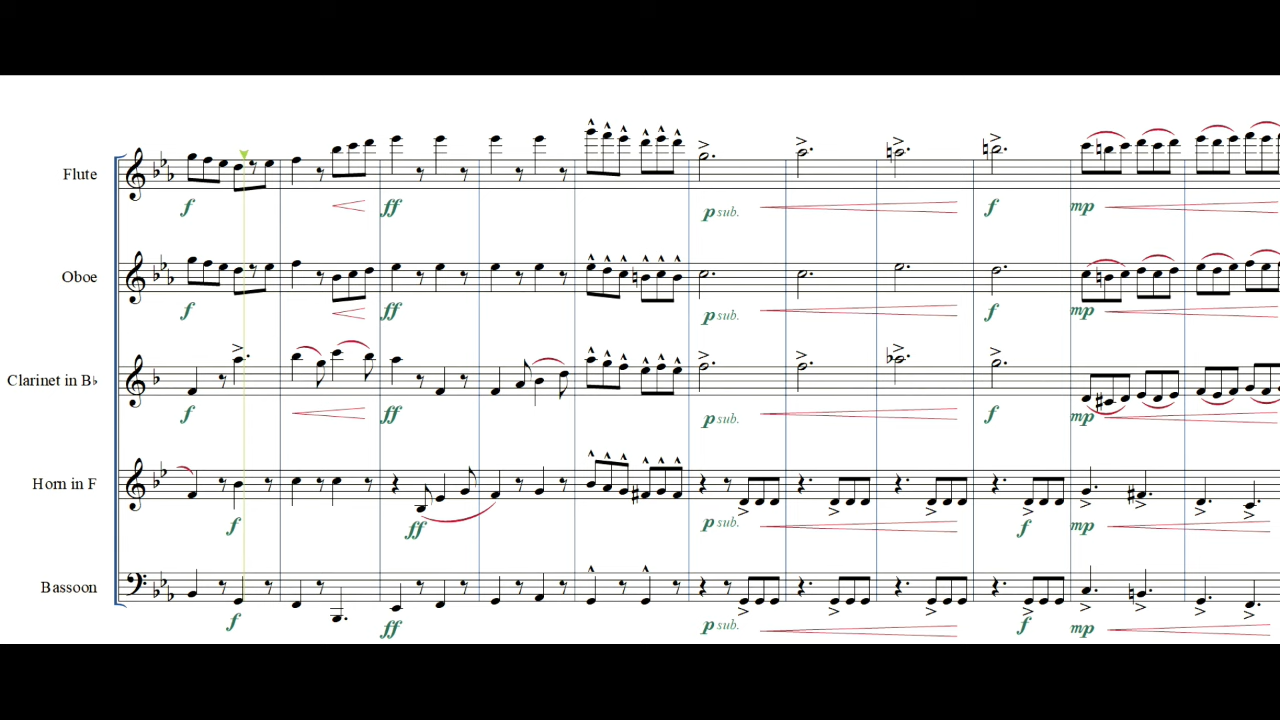 Flute
f
ff
p sub.
f
mp
Oboe
f
ff
p sub.
f
mp
Clarinet in B♭
f
ff
p sub.
f
mp
Horn in F
f
ff
p sub.
f
mp
Bassoon
f
ff
p sub.
f
mp